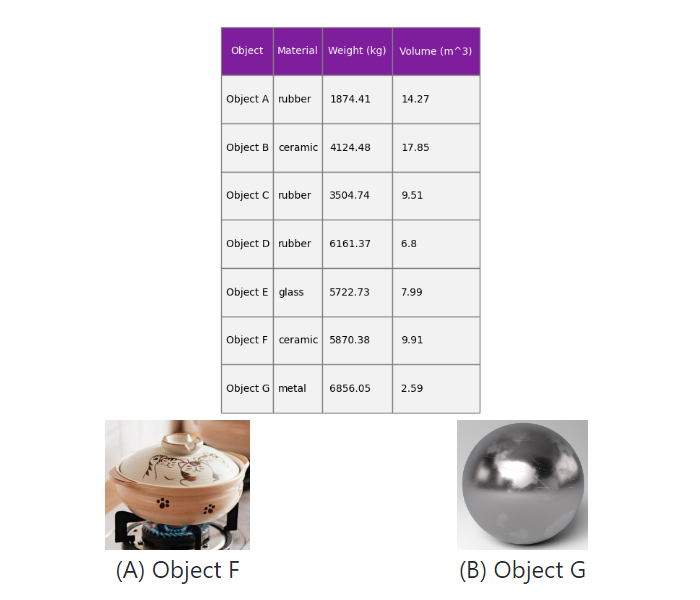 Object Material Weight (kg) Volume (m^3)
Object A rubber 1874.41 14.27
Object B ceramic 4124.48 17.85
Object C rubber 3504.74 9.51
Object D rubber 6161.37 6.8
Object E glass 5722.73 7.99
Object F ceramic 5870.38 9.91
Object G metal 6856.05 2.59
(A) Object F
(B) Object G